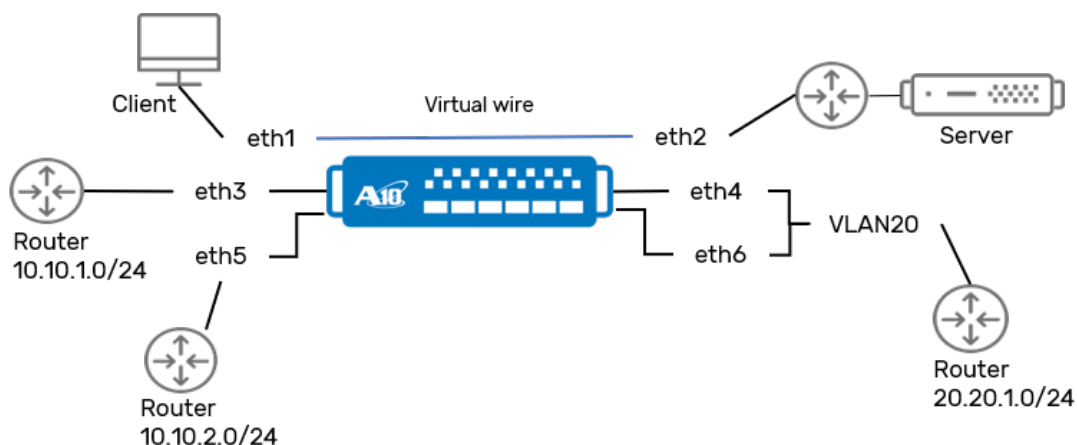 Client
Virtual wire
eth1
eth2
Server
eth3
A10
eth4
Router
10.10.1.0/24
eth5
eth6
VLAN20
Router
10.10.2.0/24
Router
20.20.1.0/24